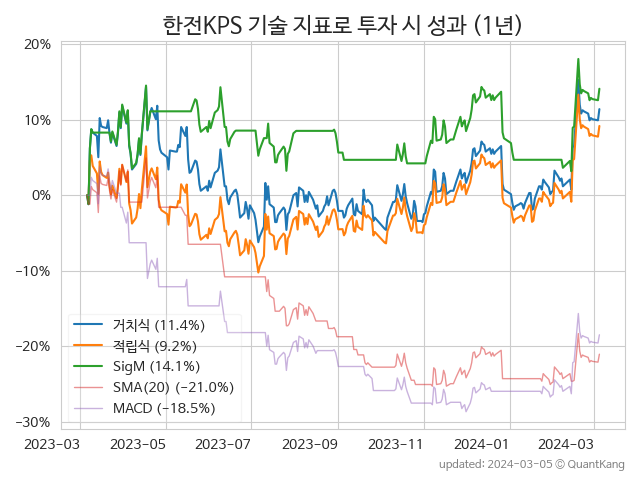 한전KPS 기술 지표로 투자 시 성과 (1년)
20%
10%
0%
−10%
−20%
−30%
거치식 (11.4%)
적립식 (9.2%)
SigM (14.1%)
SMA(20) (−21.0%)
MACD (−18.5%)
2023−03 2023−05 2023−07 2023−09 2023−11 2024−01 2024−03
updated: 2024-03-05 © QuantKang